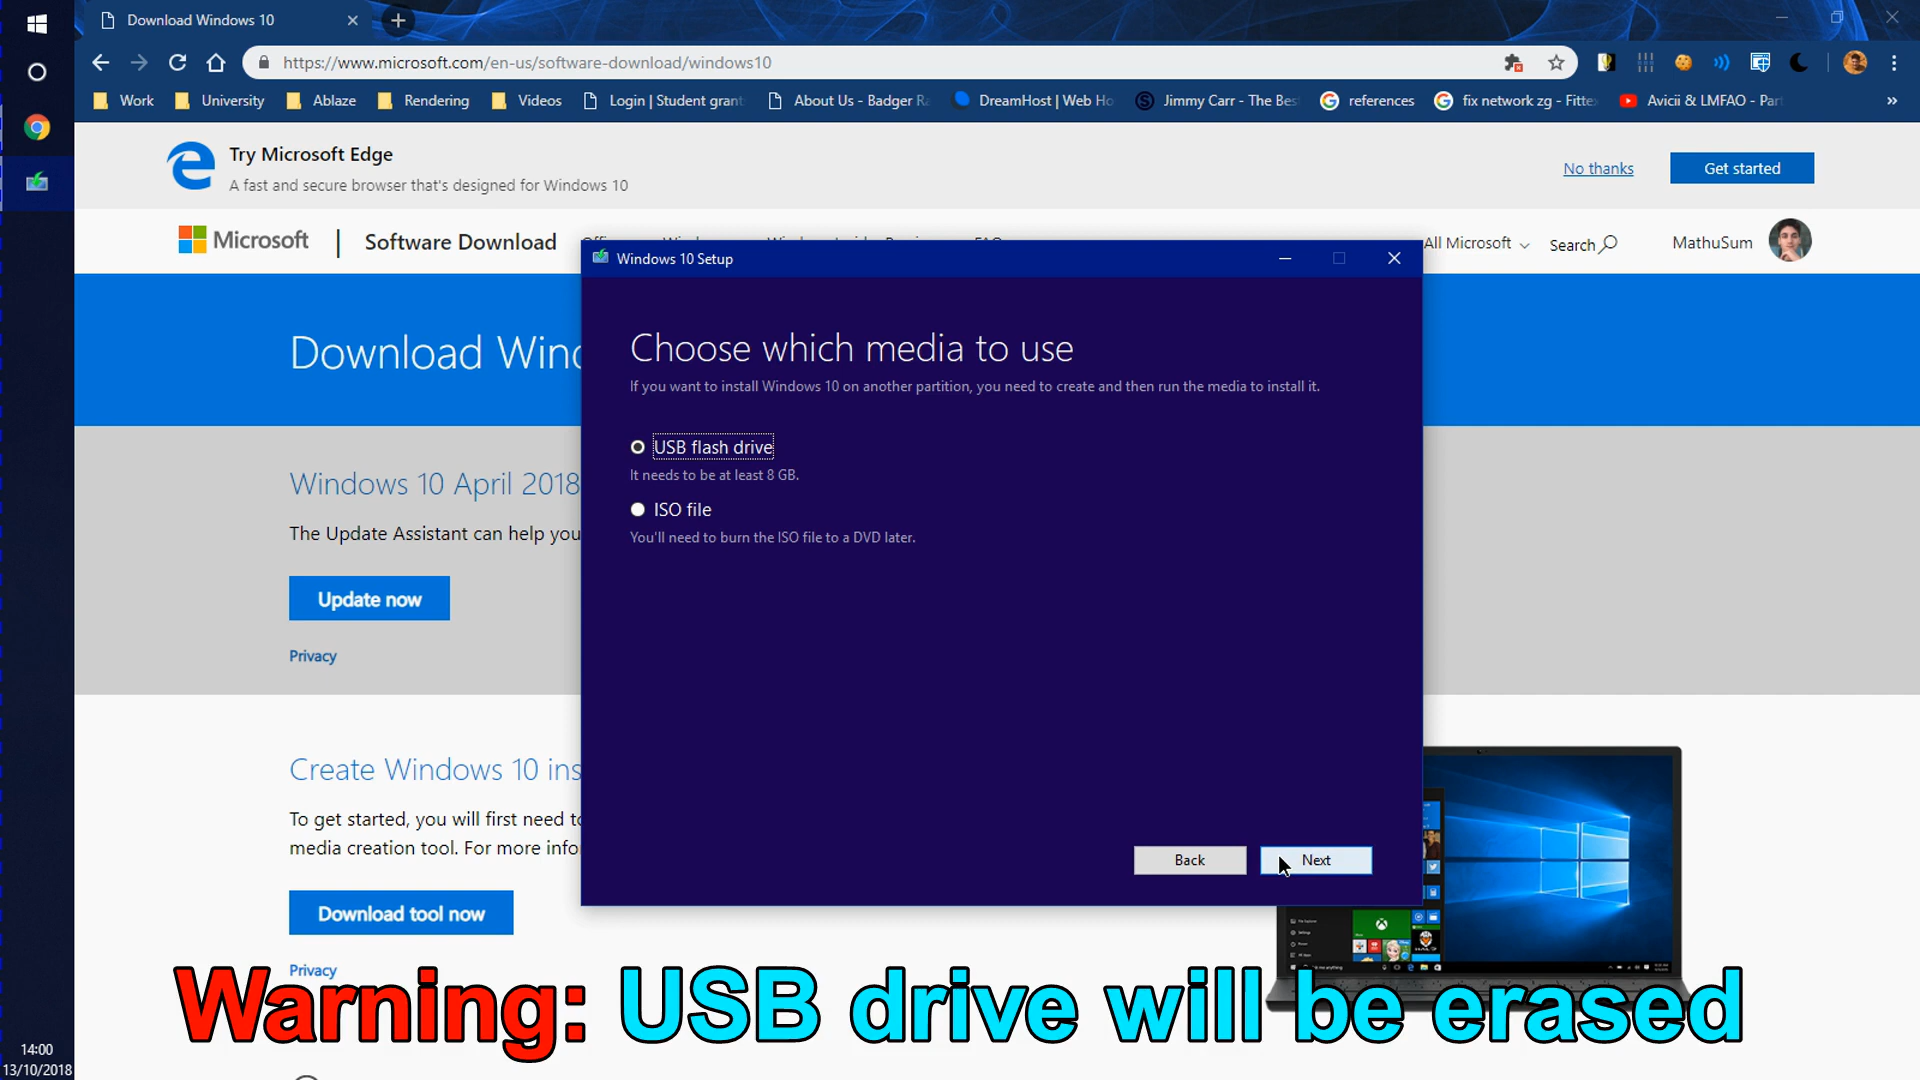 Download Windows 10
https://www.microsoft.com/en-us/software-download/windows10
Work
University
Ablaze
Rendering
Videos
Login | Student grant
About Us - Badger Ra
DreamHost | Web Ho
Jimmy Carr - The Bes
references
fix network zg - Fitte
Avicii & LMFAO - Part
»
Try Microsoft Edge
A fast and secure browser that's designed for Windows 10
No thanks
Get started
Microsoft | Software Download
All Microsoft
Search
MathuSum
Windows 10 Setup
Download Wind
Choose which media to use
If you want to install Windows 10 on another partition, you need to create and then run the media to install it.
USB flash drive
It needs to be at least 8 GB.
ISO file
You'll need to burn the ISO file to a DVD later.
Back
Next
Windows 10 April 2018
The Update Assistant can help you
Update now
Privacy
Create Windows 10 ins
To get started, you will first need to
media creation tool. For more info
Download tool now
Privacy
Warning: USB drive will be erased
14:00
13/10/2018